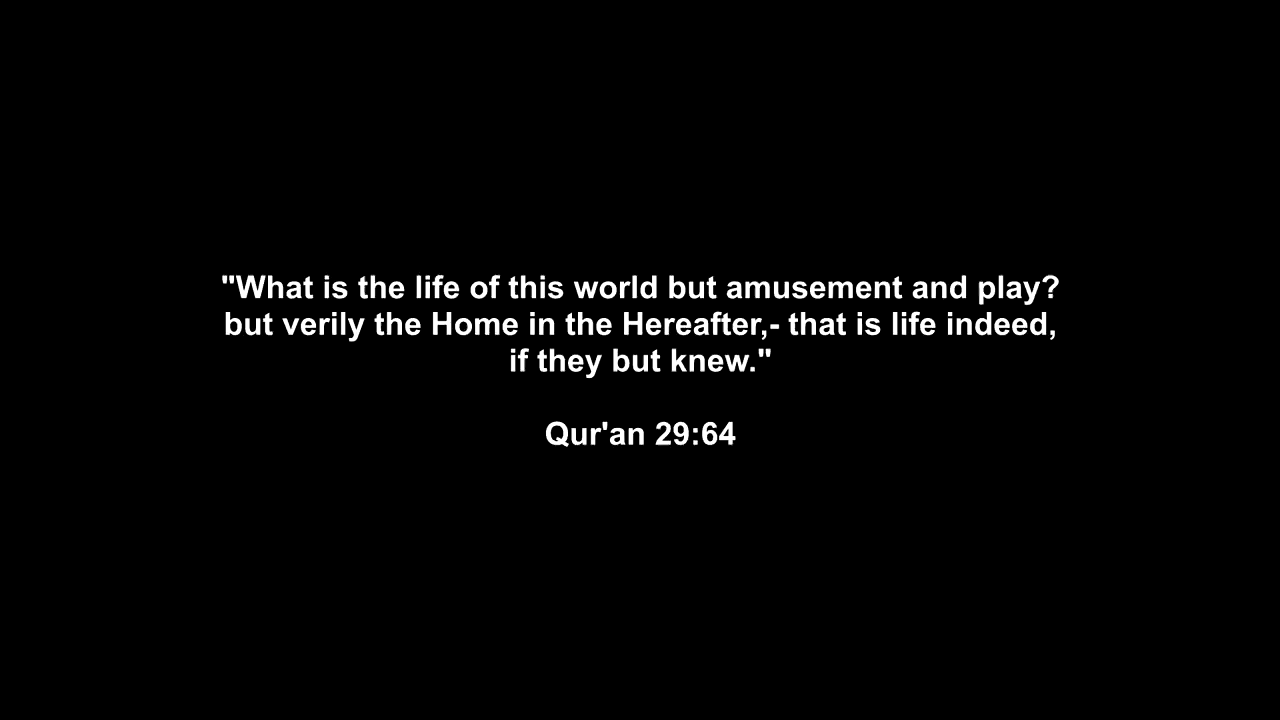 "What is the life of this world but amusement and play?
but verily the Home in the Hereafter,- that is life indeed,
if they but knew."
Qur'an 29:64